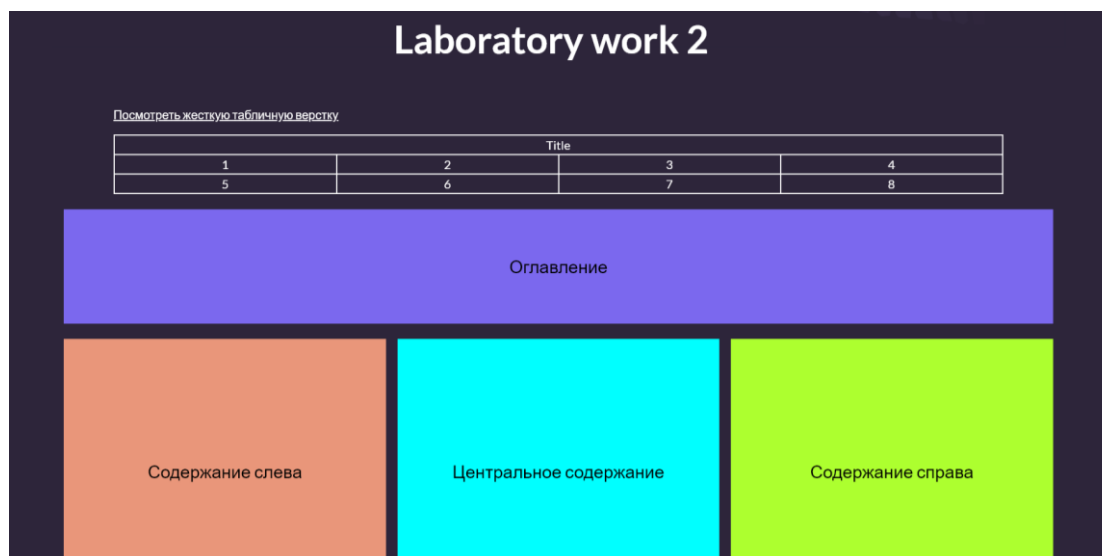 Laboratory work 2
Посмотреть жесткую табличную верстку
Title
1 2 3 4
5 6 7 8
Оглавление
Содержание слева Центральное содержание Содержание справа